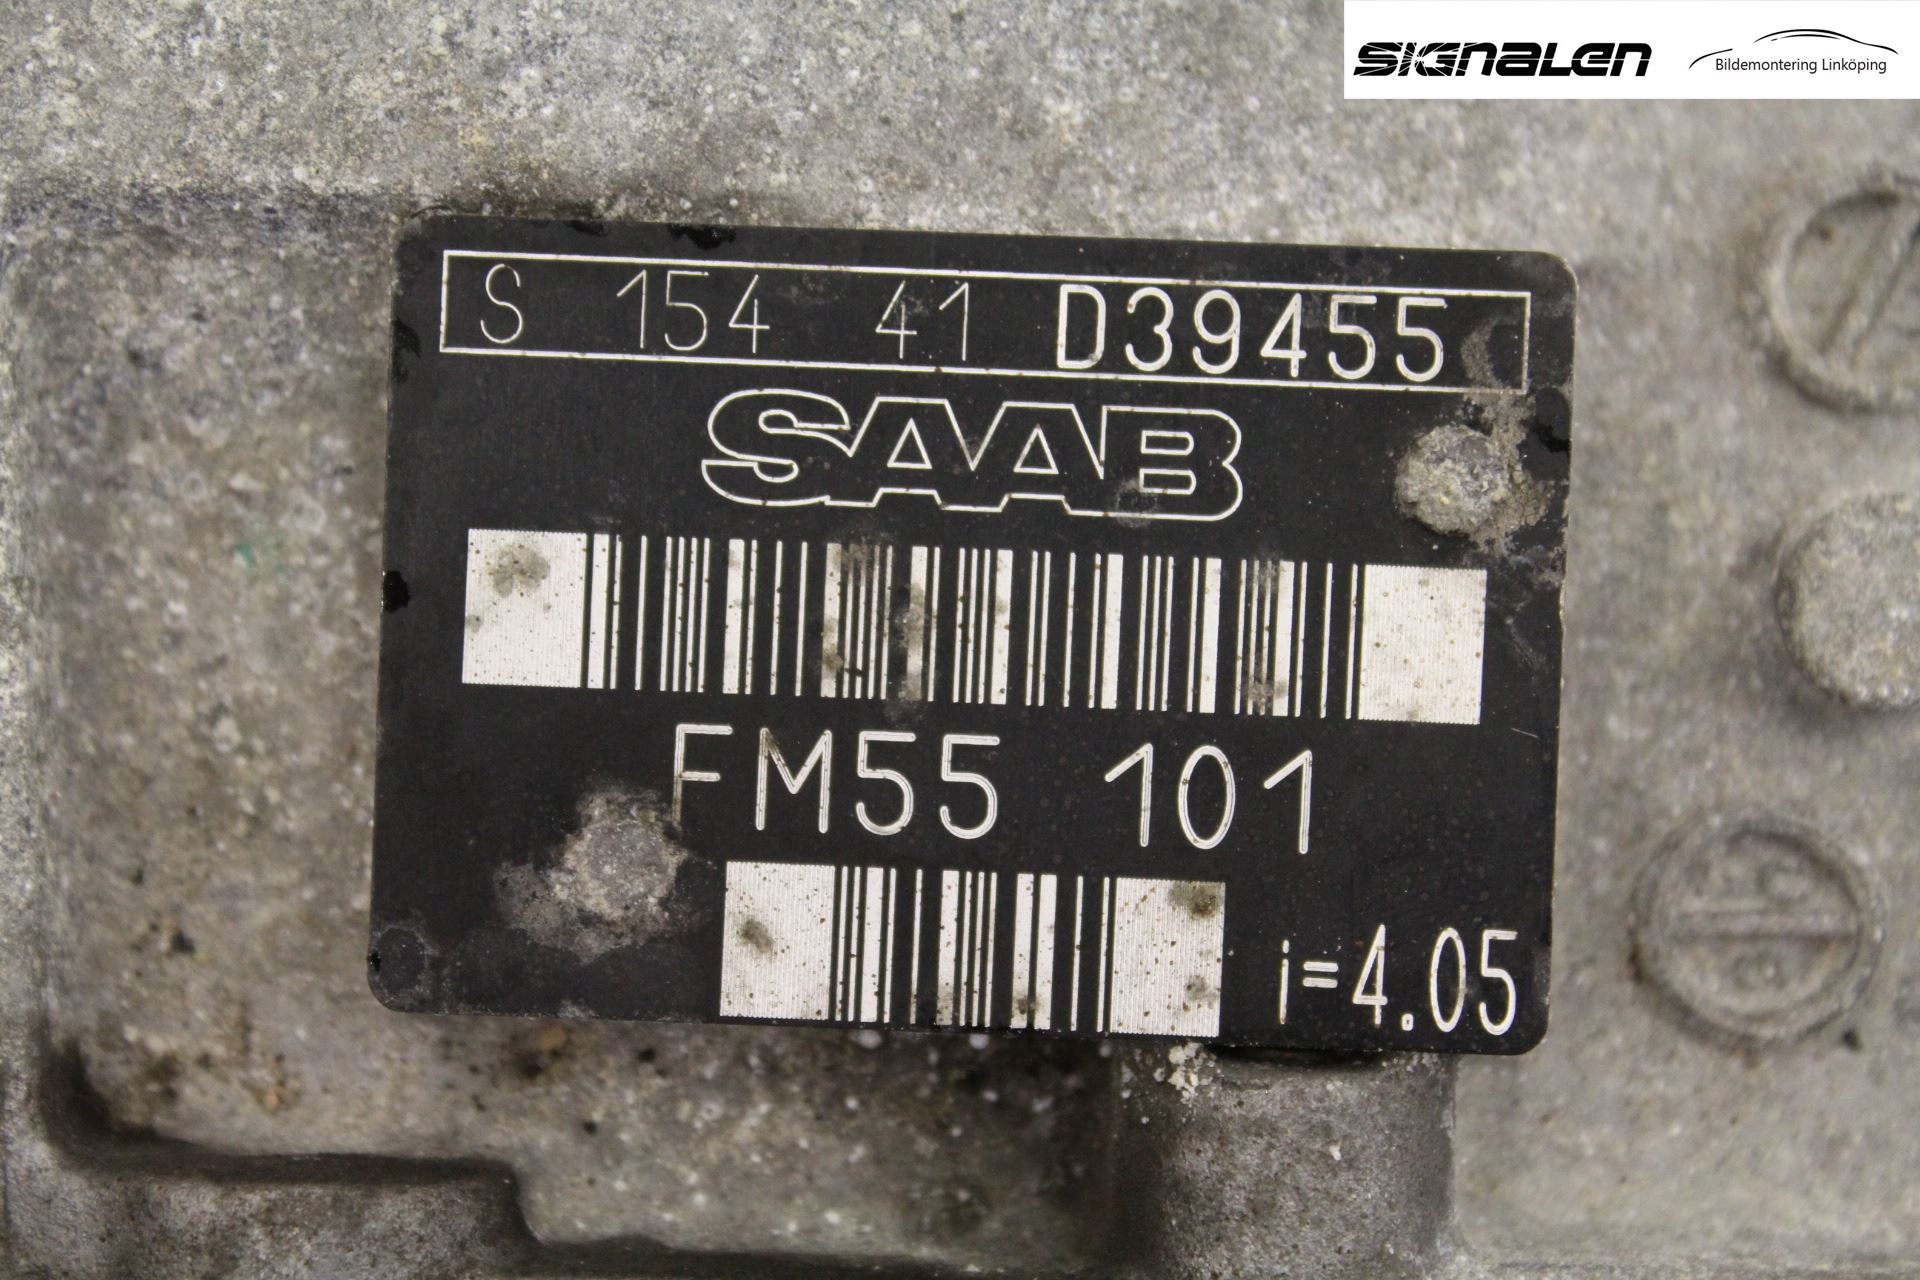 SIGNALEN
Bildemontering Linköping
S 154 41 D39455
SAAB
FM55 101
i=4.05